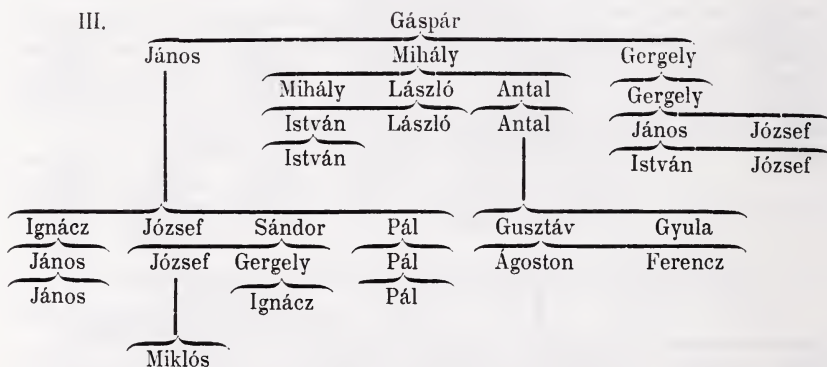 III. Gáspár
János Mihály Gergely
Mihály László Antal Gergely
István László Antal János József
István István József
Ignácz József Sándor Pál Gusztáv Gyula
János József Gergely Pál Ágoston Ferencz
János Ignácz Pál
Miklós